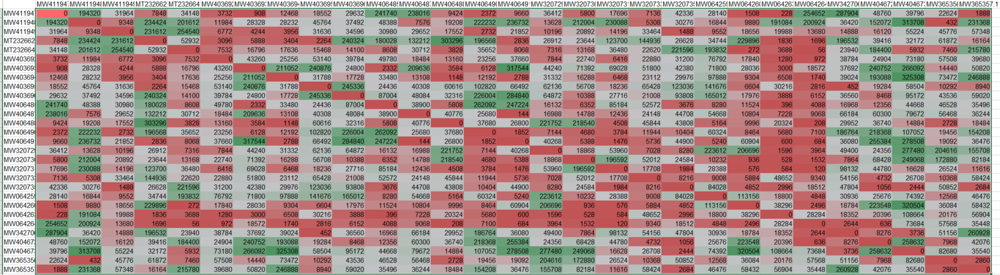 MW41194 MW411948 MW411949 MT232662 MT232664 MW40369 MW40369 MW40369 MW403695 MW403696 MW406485 MW406487 MW406488 MW406490 MW40649 MW320729 MW320730 MW32073 MW32073 MW32073 MW064259 MW064260 MW06426 MW06426 MW34270 MW40467 MW40467 MW365356 MW365357.1
MW41194 0 194320 31964 7848 34148 3732 908 12468 18552 29632 241740 238016 9424 2372 9660 36412 5800 17696 7136 42336 28140 1508 228 254652 287904 48760 39796 22624 1888
MW41194 194320 0 9348 234424 201612 11984 28328 28232 45764 37492 48388 7576 19208 222232 236732 13628 212004 230088 5308 30276 16844 9880 191084 200924 36420 152072 313708 432 231368
MW41194 31964 9348 0 231612 254540 6772 4244 3956 31636 34596 30980 29652 17552 2732 21852 10196 20892 14196 33464 1488 9552 18656 19988 13680 14888 16120 55224 45776 57348
MT232662 7848 234424 231612 0 52932 3096 5888 3404 2264 240324 180028 132212 303296 196568 2836 26912 23644 123700 144936 26628 34744 229896 1836 1696 196532 39416 32172 61872 16164
MT232664 34148 201612 254540 52932 0 7532 16796 17636 15468 14100 8608 30712 3828 35652 8068 7316 13168 36480 22620 221596 193832 272 3688 56 23940 184400 5932 7460 215780
MW40369 3732 11984 6772 3096 7532 0 43260 25256 53140 39784 49780 18484 13160 23256 37660 7844 22740 6416 22880 31200 76792 17840 1280 972 38784 24904 73180 57508 39680
MW40369 908 28328 4244 5888 16796 43260 0 211052 240876 24800 2332 209636 3584 6128 317544 44240 71392 69028 51800 42380 71800 28036 3000 18572 37692 240752 266092 14440 50820
MW40369 12468 28232 3956 3404 17636 25256 211052 0 31788 17728 33480 13108 1148 12192 2788 31332 16288 6468 23112 29976 97888 9304 6508 1740 39024 193088 325308 73472 246888
MW40369 18552 45764 31636 2264 15468 53140 240876 31788 0 245336 24436 40308 60616 102820 66492 62136 56708 18236 65428 123036 141676 6604 30216 2816 452 19284 58504 10292 8940
MW40369 29632 37492 34596 240324 14100 39784 24800 17728 245336 0 87004 48084 32316 226004 284840 64872 10388 27716 21008 93808 165012 17976 3888 6152 36560 8468 95172 43536 59020
MW40648 241740 48388 30980 180028 8608 49780 2332 33480 24436 87004 0 38900 5808 262092 247224 16132 6352 85184 52572 3676 8280 11524 396 4088 16968 12356 44668 46528 35496
MW40648 238016 7576 29652 132212 30712 18484 209636 13108 40308 48084 38900 0 40776 25680 144 16988 14788 12436 24148 44708 54668 10804 7228 9068 66184 60300 79672 56468 36244
MW40648 9424 19208 17552 303296 3828 13160 3584 1148 60616 32316 5808 40776 0 37680 26800 221752 218540 4508 45844 43808 5164 9996 20324 208 29952 36740 14884 2728 18484
MW40649 2372 222232 2732 196568 35652 23256 6128 12192 102820 226004 262092 25680 37680 0 1852 7144 4680 3784 11944 10404 60324 8464 5680 7100 186764 218368 107052 19456 154208
MW40649 9660 236732 21852 2836 8068 37660 317544 2788 66492 284840 247224 144 26800 1852 0 40268 5388 1476 5736 44900 5240 60904 600 684 36080 255384 278508 19092 36476
MW32072 36412 13628 10196 26912 7316 7844 44240 31332 62136 64872 16132 16988 221752 7144 40268 0 18868 53960 7028 8280 223612 206696 1596 3964 49400 24356 277480 204616 155708
MW32073 5800 212004 20892 23644 13168 22740 71392 16288 56708 10388 6352 14788 218540 4680 5388 18868 0 196592 52012 24584 10232 936 528 1532 7864 68428 249068 172880 82184
MW32073 17696 230088 14196 123700 36480 6416 69028 6468 18236 27716 85184 12436 4508 3784 1476 53960 196592 0 17708 1984 28388 576 584 120 98132 44780 16628 26524 11616
MW32073 7136 5308 33464 144936 22620 22880 51800 23112 65428 21008 52572 24148 45844 11944 5736 7028 52012 17708 0 8216 9008 5884 48652 9340 54156 4732 26708 10368 58424
MW32073 42336 30276 1488 26628 221596 31200 42380 29976 123036 93808 3676 44708 43808 10404 44900 8280 24584 1984 8216 0 84028 4852 2996 18512 47804 1056 2444 50852 2684
MW06425 28140 16844 9552 34744 193832 76792 71800 97888 141676 165012 8280 54668 5164 60324 5240 223612 10232 28388 9008 84028 0 113156 18800 4848 30936 25676 74392 12568 46476
MW06426 1508 9880 18656 229896 272 17840 28036 9304 6604 17976 11524 10804 9996 8464 60904 206696 936 576 5884 4852 113156 0 38296 2496 18784 223548 320504 36084 58432
MW06426 228 191084 19988 1836 3688 1280 3000 6508 30216 3888 396 7228 20324 5680 600 1596 528 584 48652 2996 18800 38296 0 28284 18352 20396 108664 20176 56904
MW06426 254652 200924 13680 1696 56 972 18572 1740 2816 6152 4088 9068 208 7100 684 3964 1532 120 9340 18512 4848 2496 28284 0 2644 636 73684 57568 35448
MW34270 287904 36420 14888 196532 23940 38784 37692 39024 452 36560 16968 66184 29952 186764 36080 49400 7864 98132 54156 47804 30936 18784 18352 2644 0 8276 3736 51156 260928
MW40467 48760 152072 16120 39416 184400 24904 240752 193088 19284 8468 12356 60300 36740 218368 255384 24356 68428 44780 4732 1056 25676 223548 20396 636 8276 0 258632 7968 42076
MW40467 39796 313708 55224 32172 5932 73180 266092 325308 58504 95172 44668 79672 14884 107052 278508 277480 249068 16628 26708 2444 74392 320504 108664 73684 3736 258632 0 82680 35540
MW36535 22624 432 45776 61872 7460 57508 14440 73472 10292 43536 46528 56468 2728 19456 19092 204616 172880 26524 10368 50852 12568 36084 20176 57568 51156 7968 82680 0 2860
MW36535 1888 231368 57348 16164 215780 39680 50820 246888 8940 59020 35496 36244 18484 154208 36476 155708 82184 11616 58424 2684 46476 58432 56904 35448 260928 42076 35540 2860 0